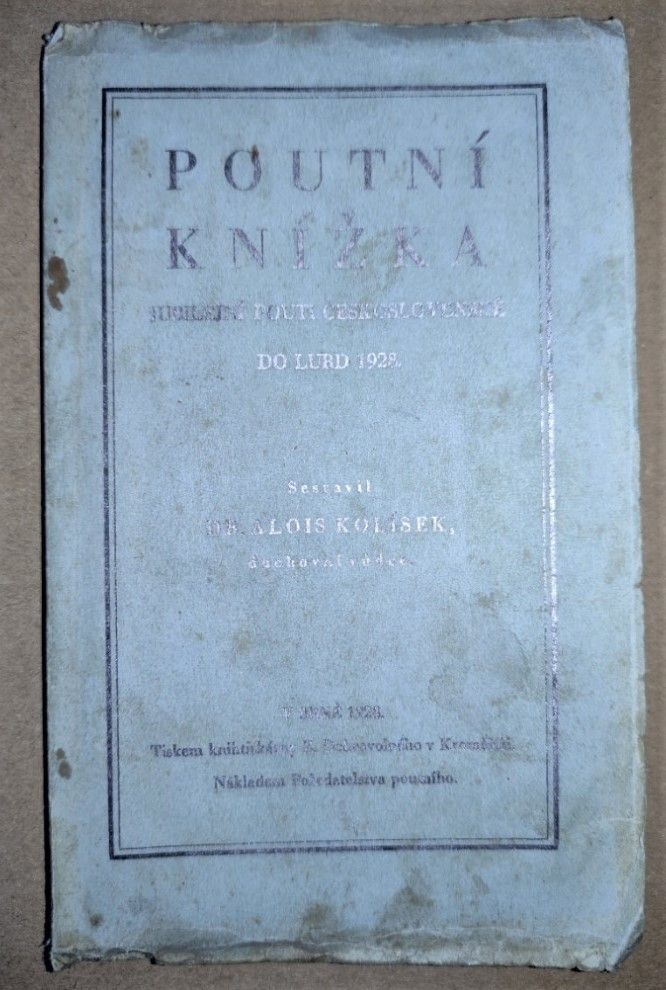 POUTNÍ
KNÍŽKA
JUBILEJNÍ POUTI ČESKOSLOVENSKÉ
DO LURD 1928.
Sestavil
DR. ALOIS KOLÍSEK,
duchovní vůdce.
V BRNĚ 1928.
Tiskem knihtiskárny Dobrovolného v Kroměříži.
Nákladem Pořadatelstva poutního.